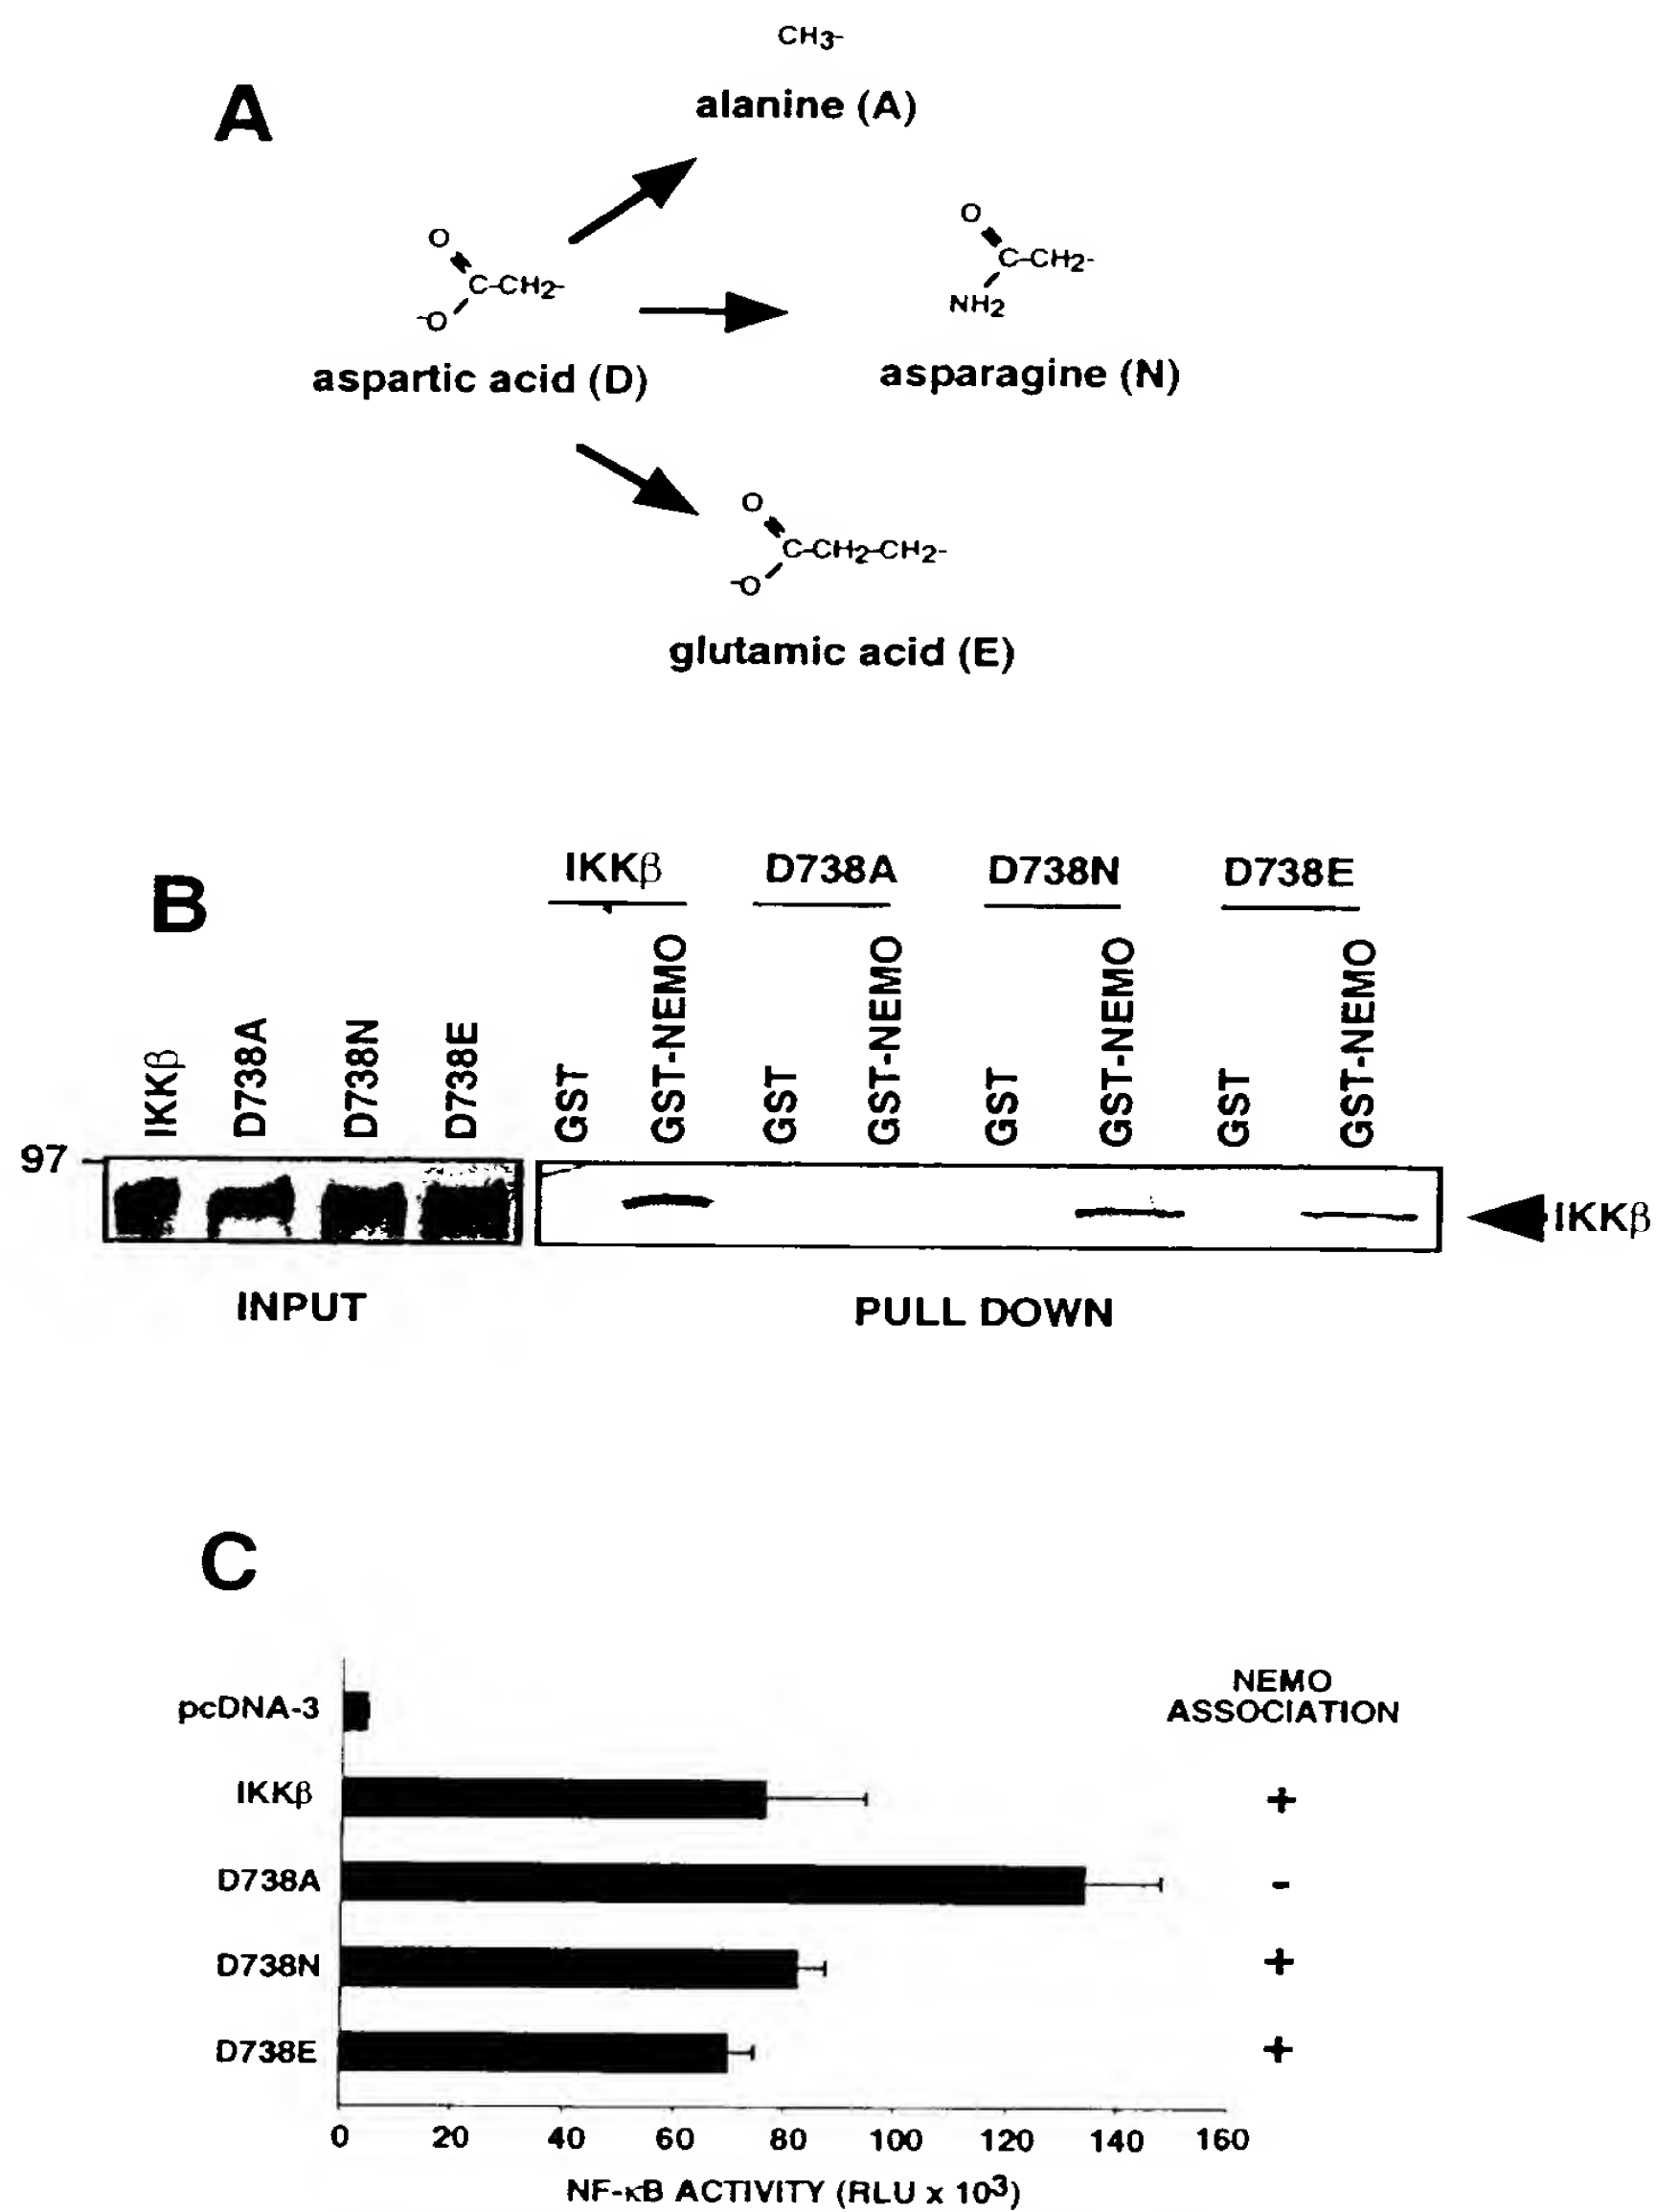 A
CH3-
alanine (A)
O
C-CH2-
-O
aspartic acid (D)
O
C-CH2-
NH2
asparagine (N)
O
C-CH2-CH2-
-O
glutamic acid (E)
B
IKKβ D738A D738N D738E
IKKβ D738A D738N D738E GST GST-NEMO GST GST-NEMO GST GST-NEMO GST GST-NEMO
97
IKKβ
INPUT PULL DOWN
C
NEMO
ASSOCIATION
pcDNA-3
IKKβ +
D738A -
D738N +
D738E +
0 20 40 60 80 100 120 140 160
NF-κB ACTIVITY (RLU x 10³)